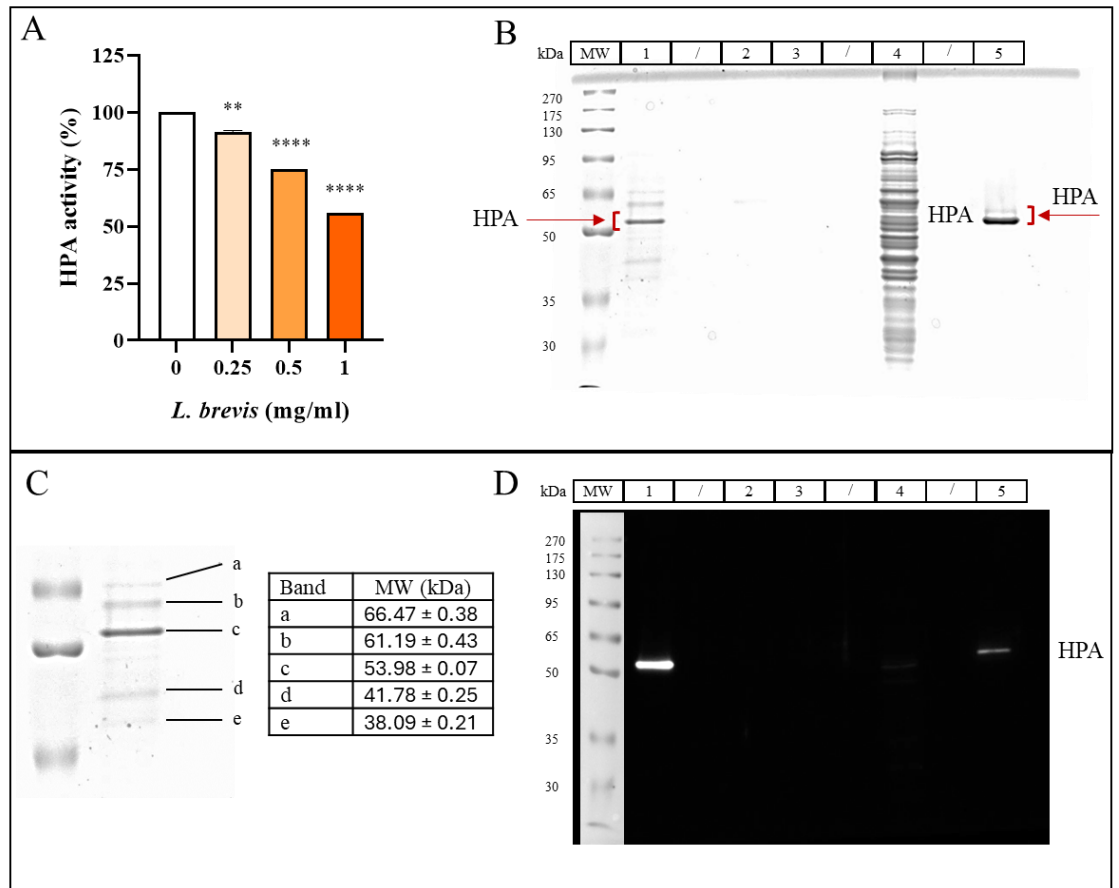 A
125
100
75
50
25
0
HPA activity (%)
**
****
****
0 0.25 0.5 1
L. brevis (mg/ml)
B
kDa MW 1 / 2 3 / 4 / 5
270
175
130
95
65
50
35
30
HPA
HPA
HPA
C
a
b
c
d
e
Band MW (kDa)
a 66.47 ± 0.38
b 61.19 ± 0.43
c 53.98 ± 0.07
d 41.78 ± 0.25
e 38.09 ± 0.21
D
kDa MW 1 / 2 3 / 4 / 5
270
175
130
95
65
50
35
30
HPA